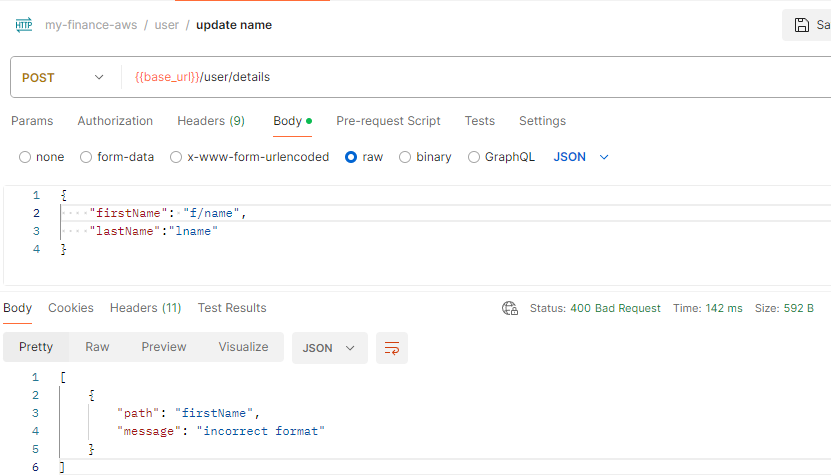 HTTP my-finance-aws / user / update name Sa
POST {{base_url}}/user/details
Params Authorization Headers (9) Body Pre-request Script Tests Settings
none form-data x-www-form-urlencoded raw binary GraphQL JSON
1 {
2 ····"firstName":·"f/name",
3 ····"lastName":"lname"
4 }
Body Cookies Headers (11) Test Results Status: 400 Bad Request Time: 142 ms Size: 592 B
Pretty Raw Preview Visualize JSON
1 [
2 {
3 "path": "firstName",
4 "message": "incorrect format"
5 }
6 ]